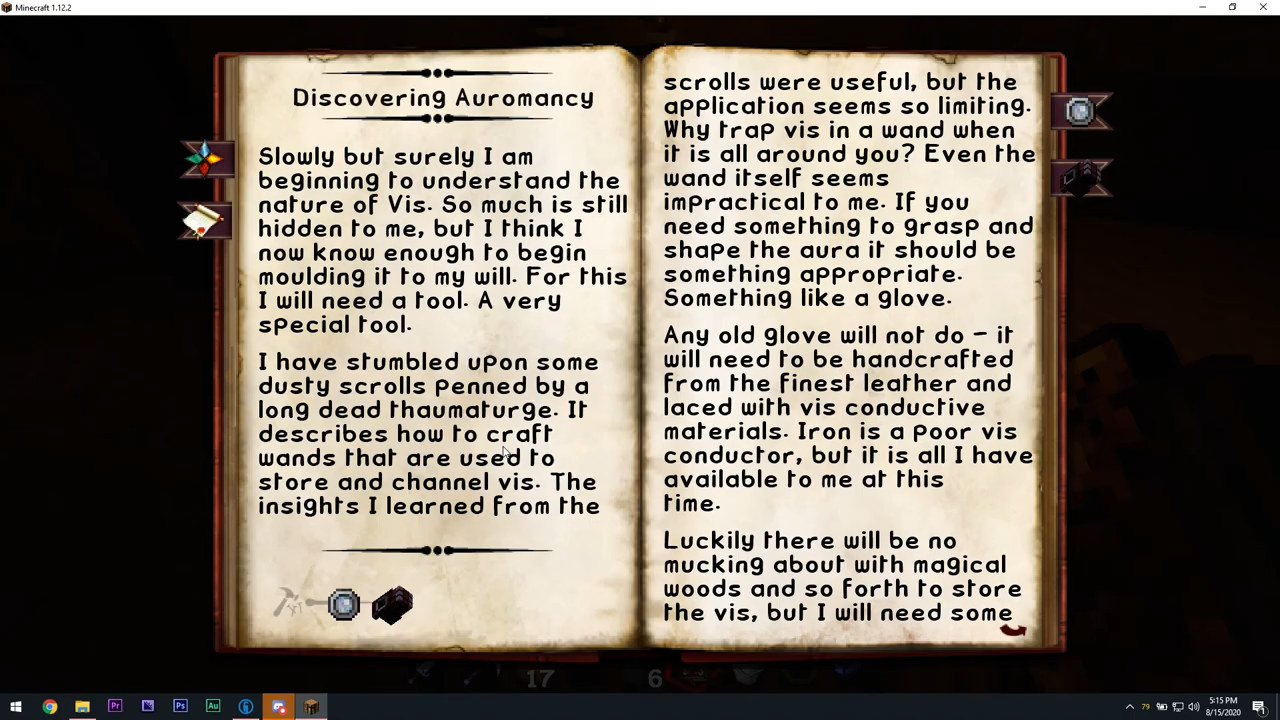 Minecraft 1.12.2
Discovering Auromancy
Slowly but surely I am
beginning to understand the
nature of Vis. So much is still
hidden to me, but I think I
now know enough to begin
moulding it to my will. For this
I will need a tool. A very
special tool.
I have stumbled upon some
dusty scrolls penned by a
long dead thaumaturge. It
describes how to craft
wands that are used to
store and channel vis. The
insights I learned from the
scrolls were useful, but the
application seems so limiting.
Why trap vis in a wand when
it is all around you? Even the
wand itself seems
impractical to me. If you
need something to grasp and
shape the aura it should be
something appropriate.
Something like a glove.
Any old glove will not do - it
will need to be handcrafted
from the finest leather and
laced with vis conductive
materials. Iron is a poor vis
conductor, but it is all I have
available to me at this
time.
Luckily there will be no
mucking about with magical
woods and so forth to store
the vis, but I will need some
17 6
Pr Ps Au
79
5:15 PM
8/15/2020
1